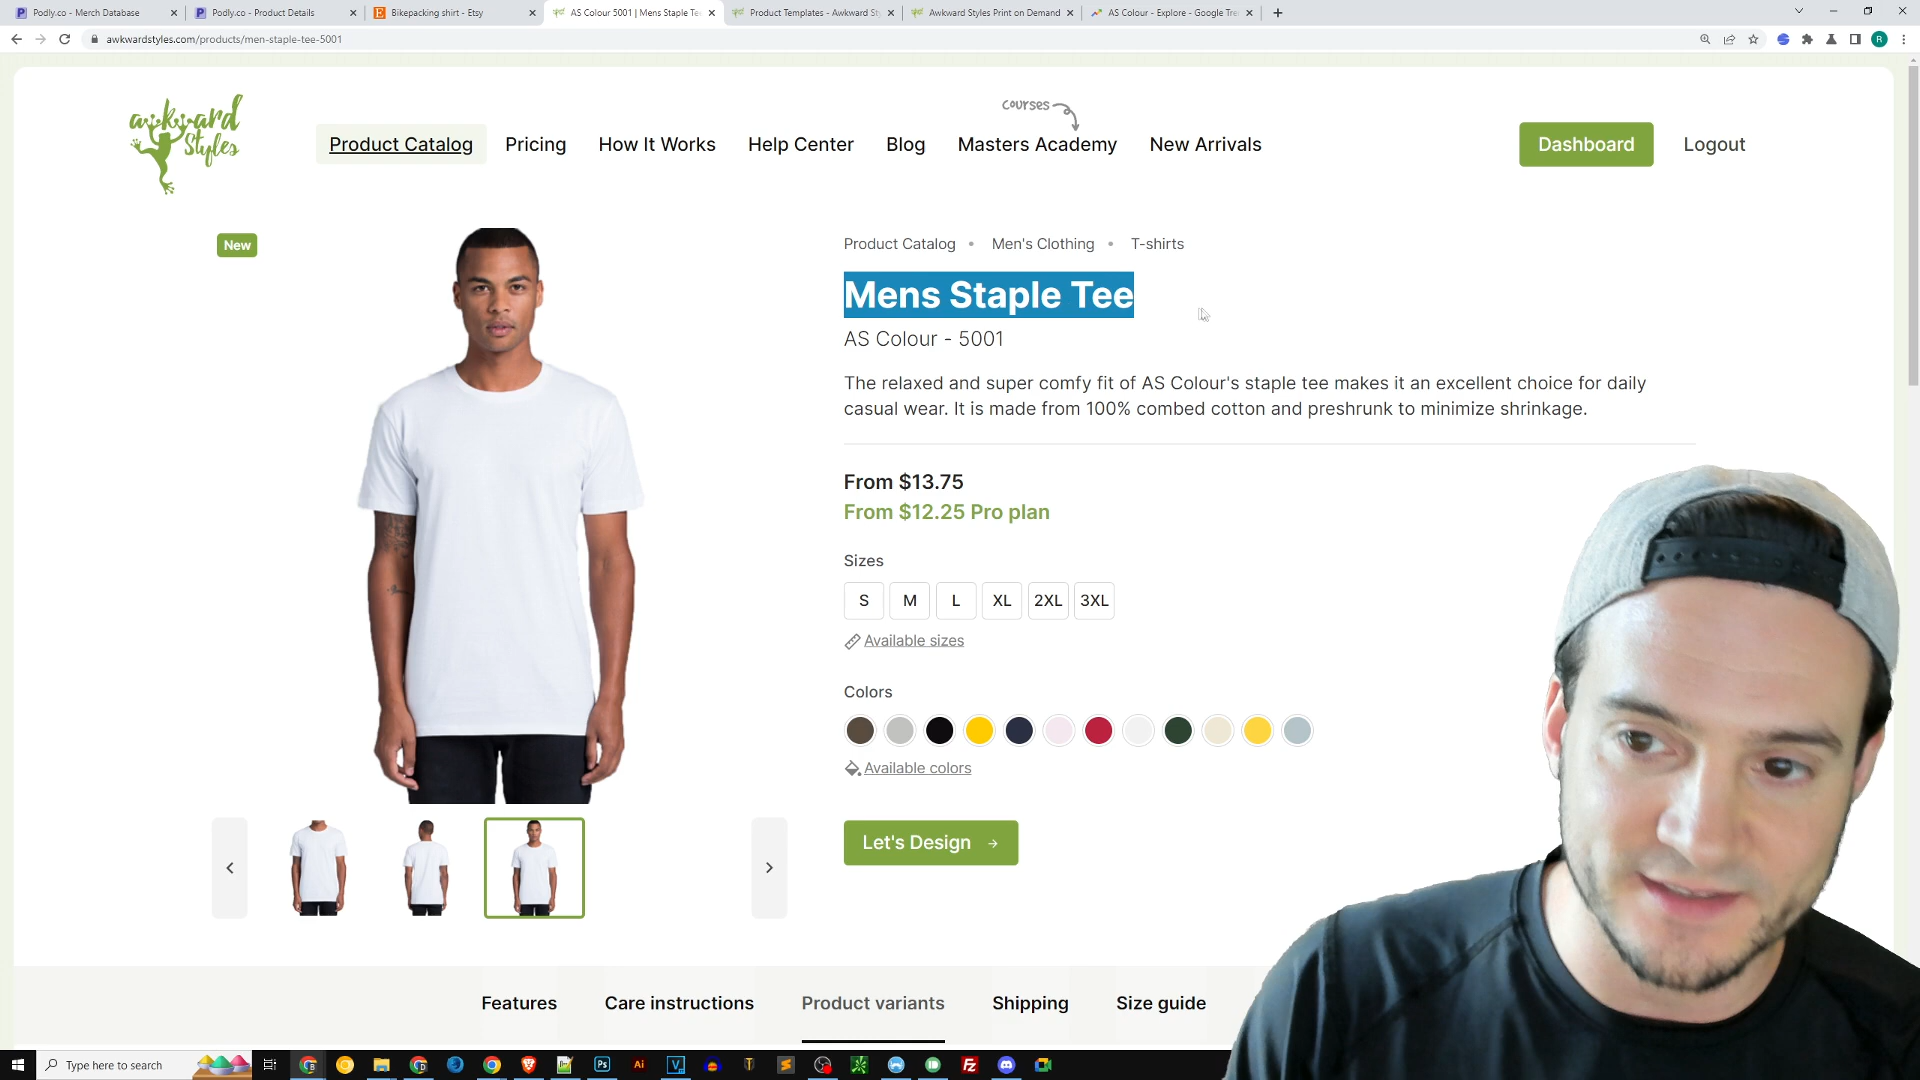 Podly.co - Merch Database
Podly.co - Product Details
Bikepacking shirt - Etsy
AS Colour 5001 | Mens Staple Te
Product Templates - Awkward St
Awkward Styles Print on Demand
AS Colour - Explore - Google Tre
awkwardstyles.com/products/men-staple-tee-5001
R
awkward
Styles
courses
Product Catalog
Pricing
How It Works
Help Center
Blog
Masters Academy
New Arrivals
Dashboard
Logout
New
Product Catalog • Men's Clothing • T-shirts
Mens Staple Tee
AS Colour - 5001
The relaxed and super comfy fit of AS Colour's staple tee makes it an excellent choice for daily
casual wear. It is made from 100% combed cotton and preshrunk to minimize shrinkage.
From $13.75
From $12.25 Pro plan
Sizes
S M L XL 2XL 3XL
Available sizes
Colors
Available colors
Let's Design →
Features
Care instructions
Product variants
Shipping
Size guide
Type here to search